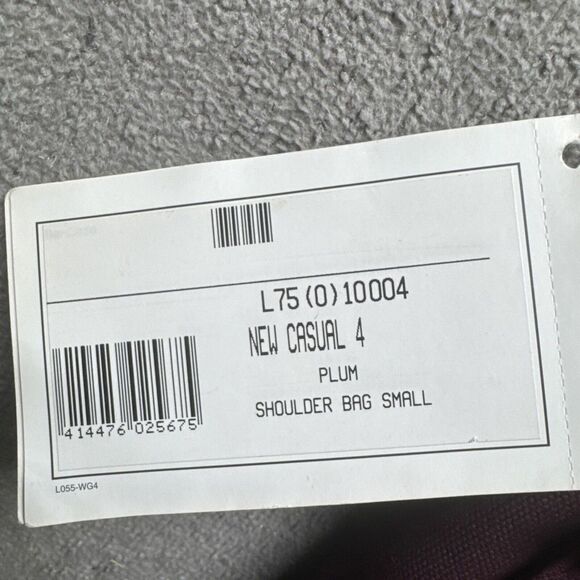 L75(0)10004
NEW CASUAL 4
PLUM
SHOULDER BAG SMALL
414476 025675
L055-WG4